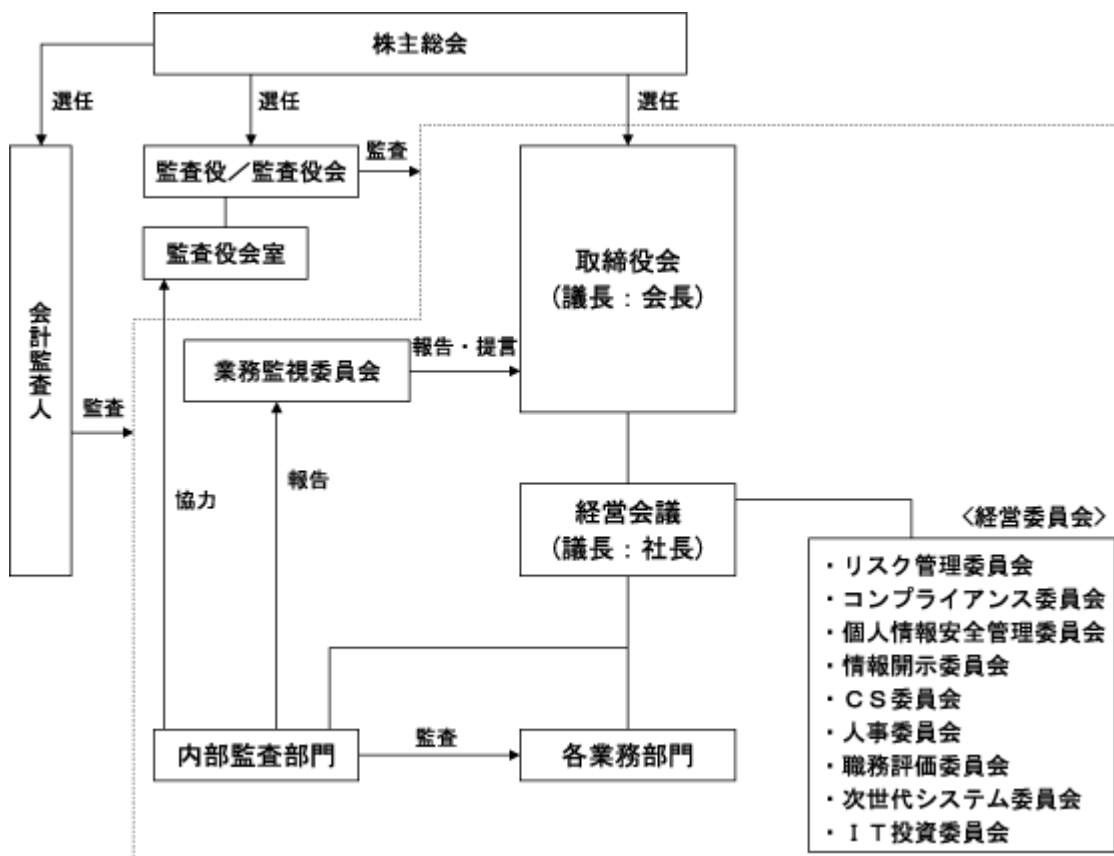 株主総会
選任
選任
選任
監査役／監査役会
監査
監査役会室
取締役会
(議長：会長)
会計監査人
監査
業務監視委員会
報告・提言
協力
報告
経営会議
(議長：社長)
<経営委員会>
・リスク管理委員会
・コンプライアンス委員会
・個人情報安全管理委員会
・情報開示委員会
・ＣＳ委員会
・人事委員会
・職務評価委員会
・次世代システム委員会
・ＩＴ投資委員会
内部監査部門
監査
各業務部門